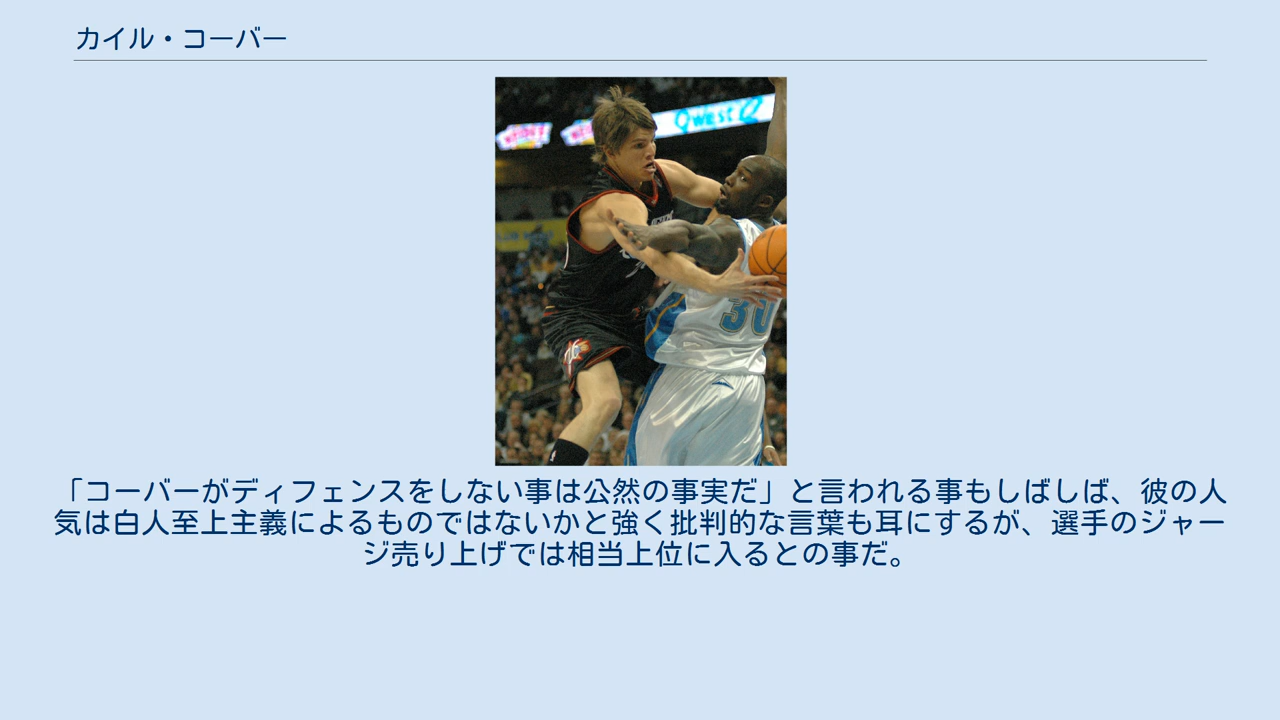 カイル・コーバー
Qwest
30
「コーバーがディフェンスをしない事は公然の事実だ」と言われる事もしばしば、彼の人
気は白人至上主義によるものではないかと強く批判的な言葉も耳にするが、選手のジャー
ジ売り上げでは相当上位に入るとの事だ。